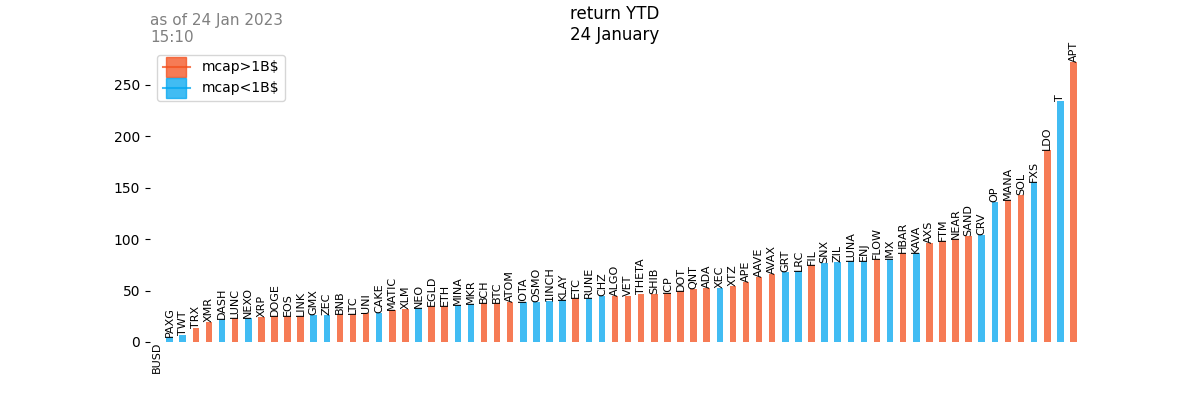 as of 24 Jan 2023
15:10
return YTD
24 January
mcap>1B$
mcap<1B$
250
200
150
100
50
0
BUSD
PAXG
TWT
TRX
XMR
DASH
LUNC
NEXO
XRP
DOGE
EOS
LINK
GMX
ZEC
BNB
LTC
UNI
CAKE
MATIC
XLM
NEO
EGLD
ETH
MINA
MKR
BCH
BTC
ATOM
IOTA
OSMO
1INCH
KLAY
ETC
RUNE
CHZ
ALGO
VET
THETA
SHIB
ICP
DOT
QNT
ADA
XEC
XTZ
APE
AAVE
AVAX
GRT
LRC
FIL
SNX
ZIL
LUNA
ENJ
FLOW
IMX
HBAR
KAVA
AXS
FTM
NEAR
SAND
CRV
OP
MANA
SOL
FXS
LDO
T
APT